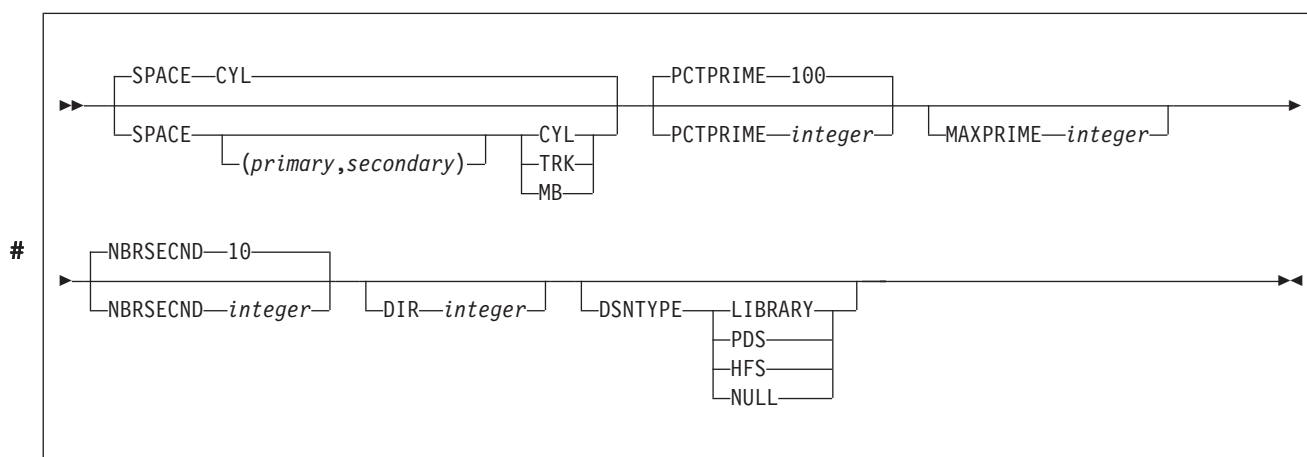 SPACE CYL
PCTPRIME 100
SPACE (primary,secondary) CYL
TRK
MB
PCTPRIME integer
MAXPRIME integer
#
NBRSECND 10
NBRSECND integer
DIR integer
DSNTYPE LIBRARY
PDS
HFS
NULL